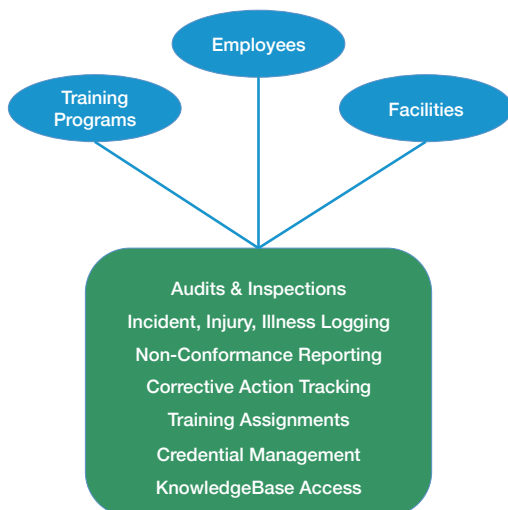 Employees
Training
Programs
Facilities
Audits & Inspections
Incident, Injury, Illness Logging
Non-Conformance Reporting
Corrective Action Tracking
Training Assignments
Credential Management
KnowledgeBase Access